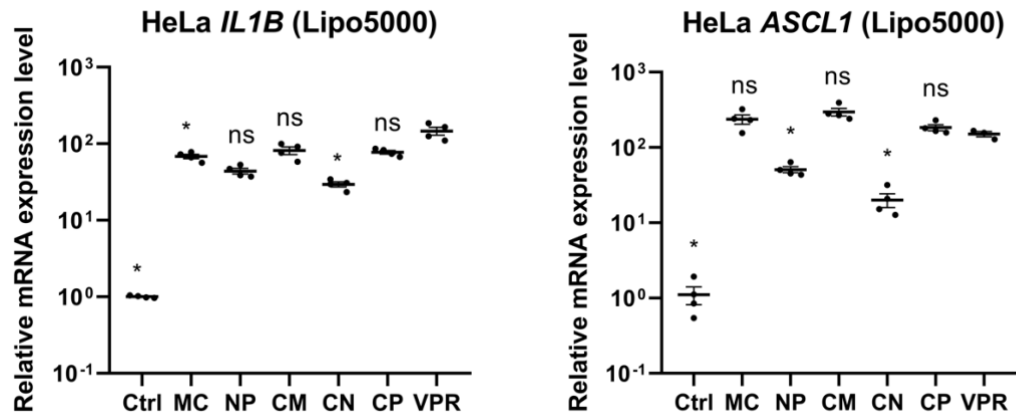 HeLa IL1B (Lipo5000)
Relative mRNA expression level
10³
10²
10¹
10⁰
10⁻¹
*
*
ns
ns
*
ns
Ctrl MC NP CM CN CP VPR
HeLa ASCL1 (Lipo5000)
Relative mRNA expression level
10³
10²
10¹
10⁰
10⁻¹
*
ns
*
ns
*
ns
Ctrl MC NP CM CN CP VPR